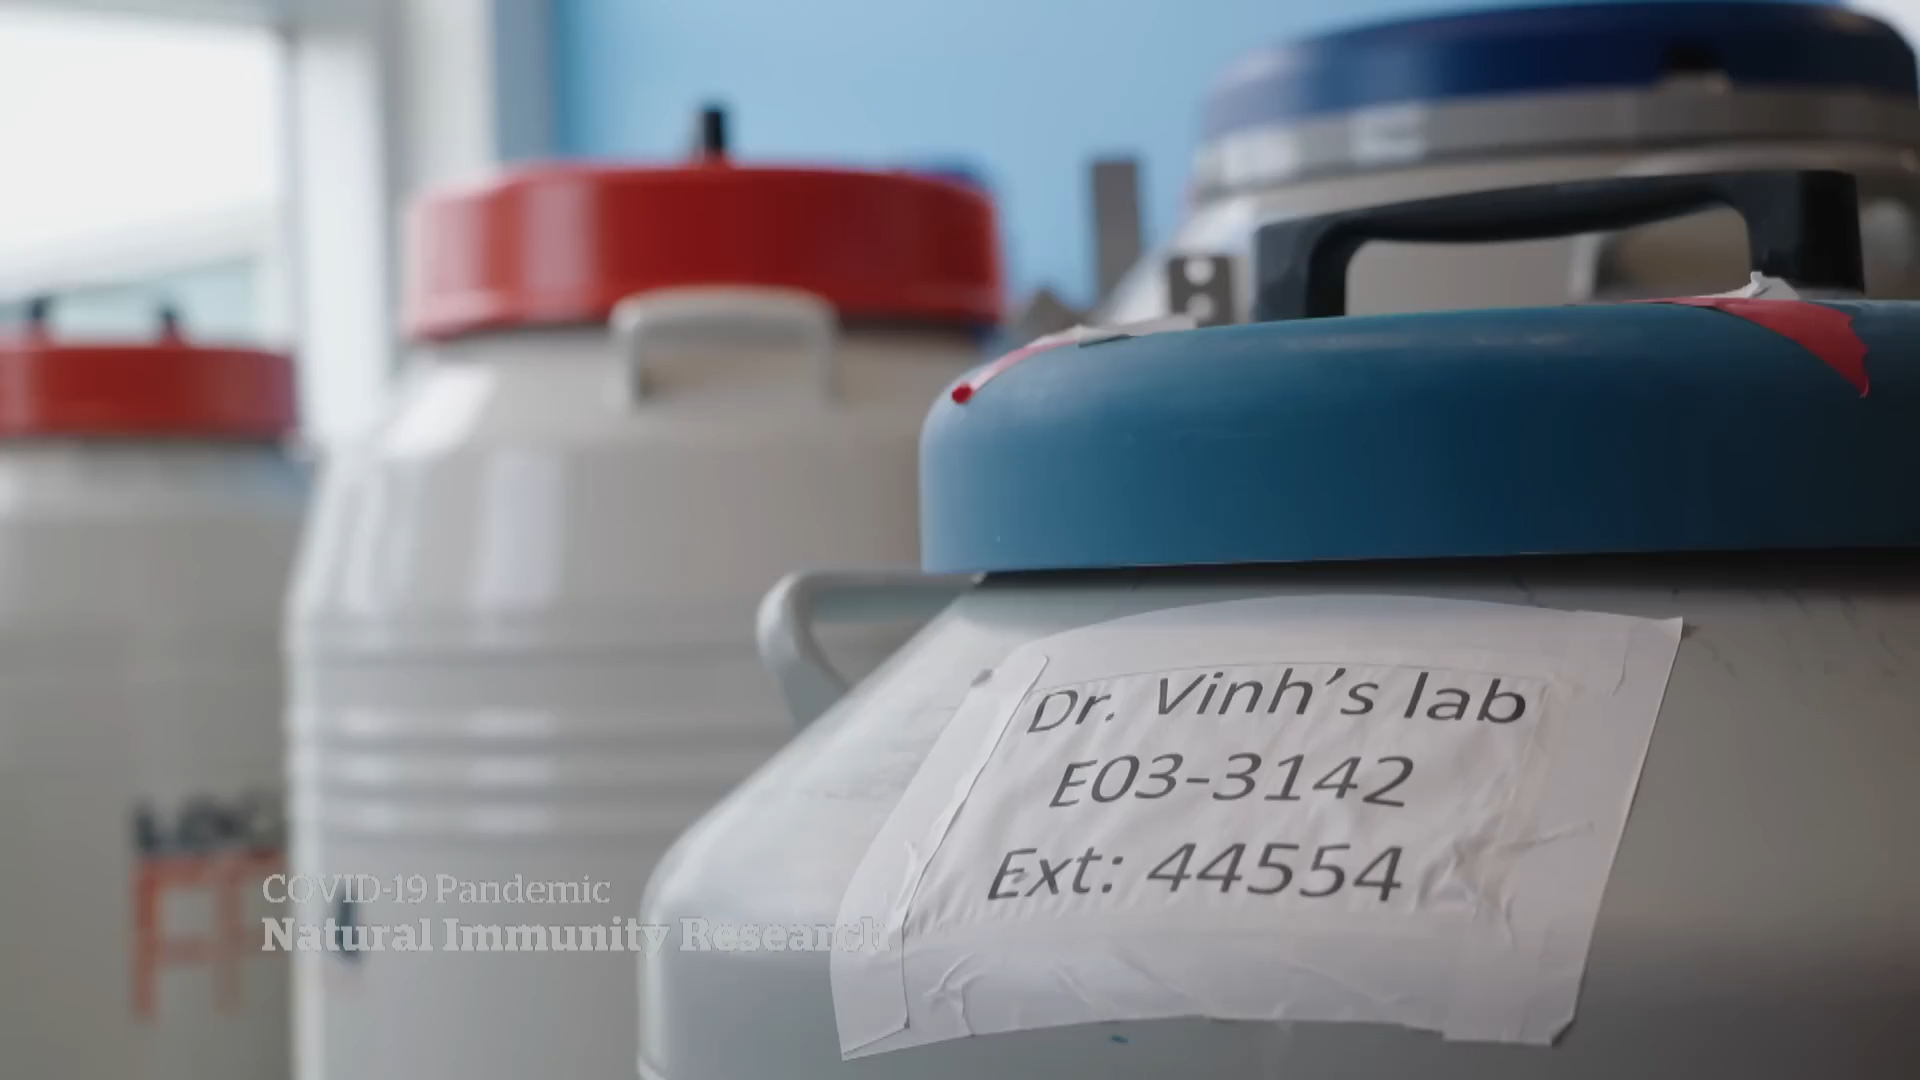 Dr. Vinh's lab
E03-3142
Ext: 44554
COVID-19 Pandemic
Natural Immunity Research